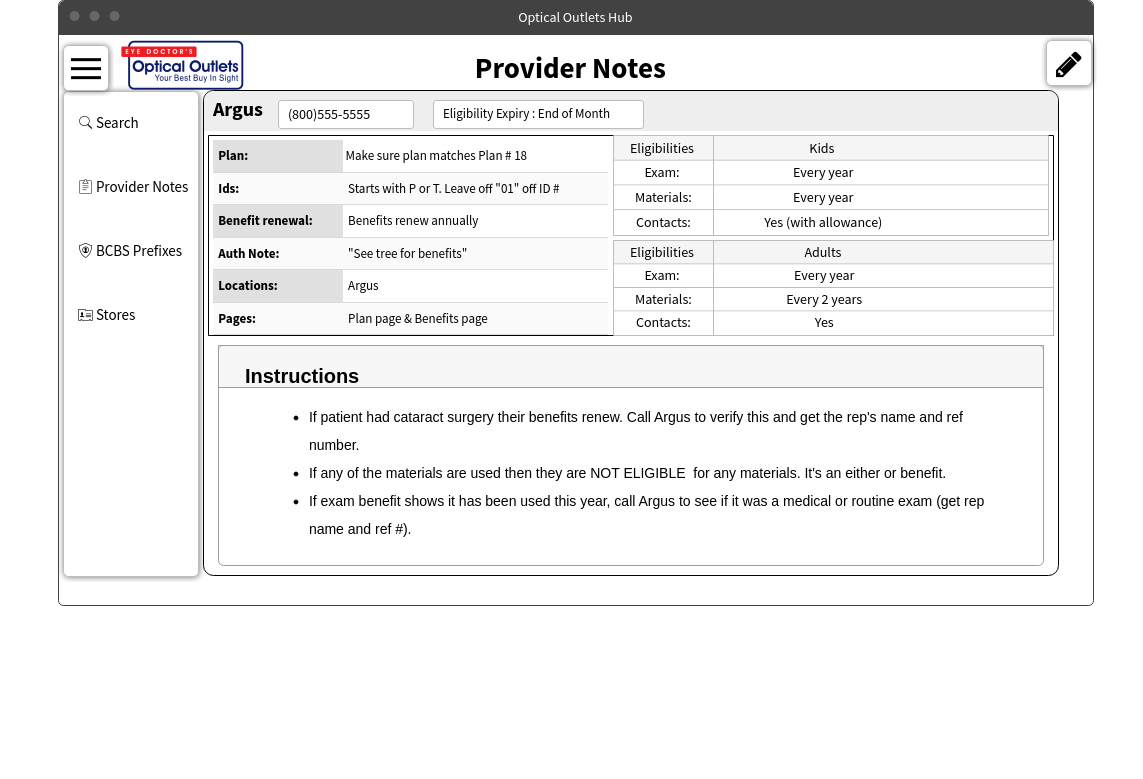 Optical Outlets Hub
EYE DOCTOR'S
Optical Outlets
Your Best Buy In Sight
Provider Notes
Search
Provider Notes
BCBS Prefixes
Stores
Argus
(800)555-5555
Eligibility Expiry : End of Month
Plan: Make sure plan matches Plan # 18
Ids: Starts with P or T. Leave off "01" off ID #
Benefit renewal: Benefits renew annually
Auth Note: "See tree for benefits"
Locations: Argus
Pages: Plan page & Benefits page
Eligibilities Kids
Exam: Every year
Materials: Every year
Contacts: Yes (with allowance)
Eligibilities Adults
Exam: Every year
Materials: Every 2 years
Contacts: Yes
Instructions
• If patient had cataract surgery their benefits renew. Call Argus to verify this and get the rep's name and ref
number.
• If any of the materials are used then they are NOT ELIGIBLE  for any materials. It's an either or benefit.
• If exam benefit shows it has been used this year, call Argus to see if it was a medical or routine exam (get rep
name and ref #).